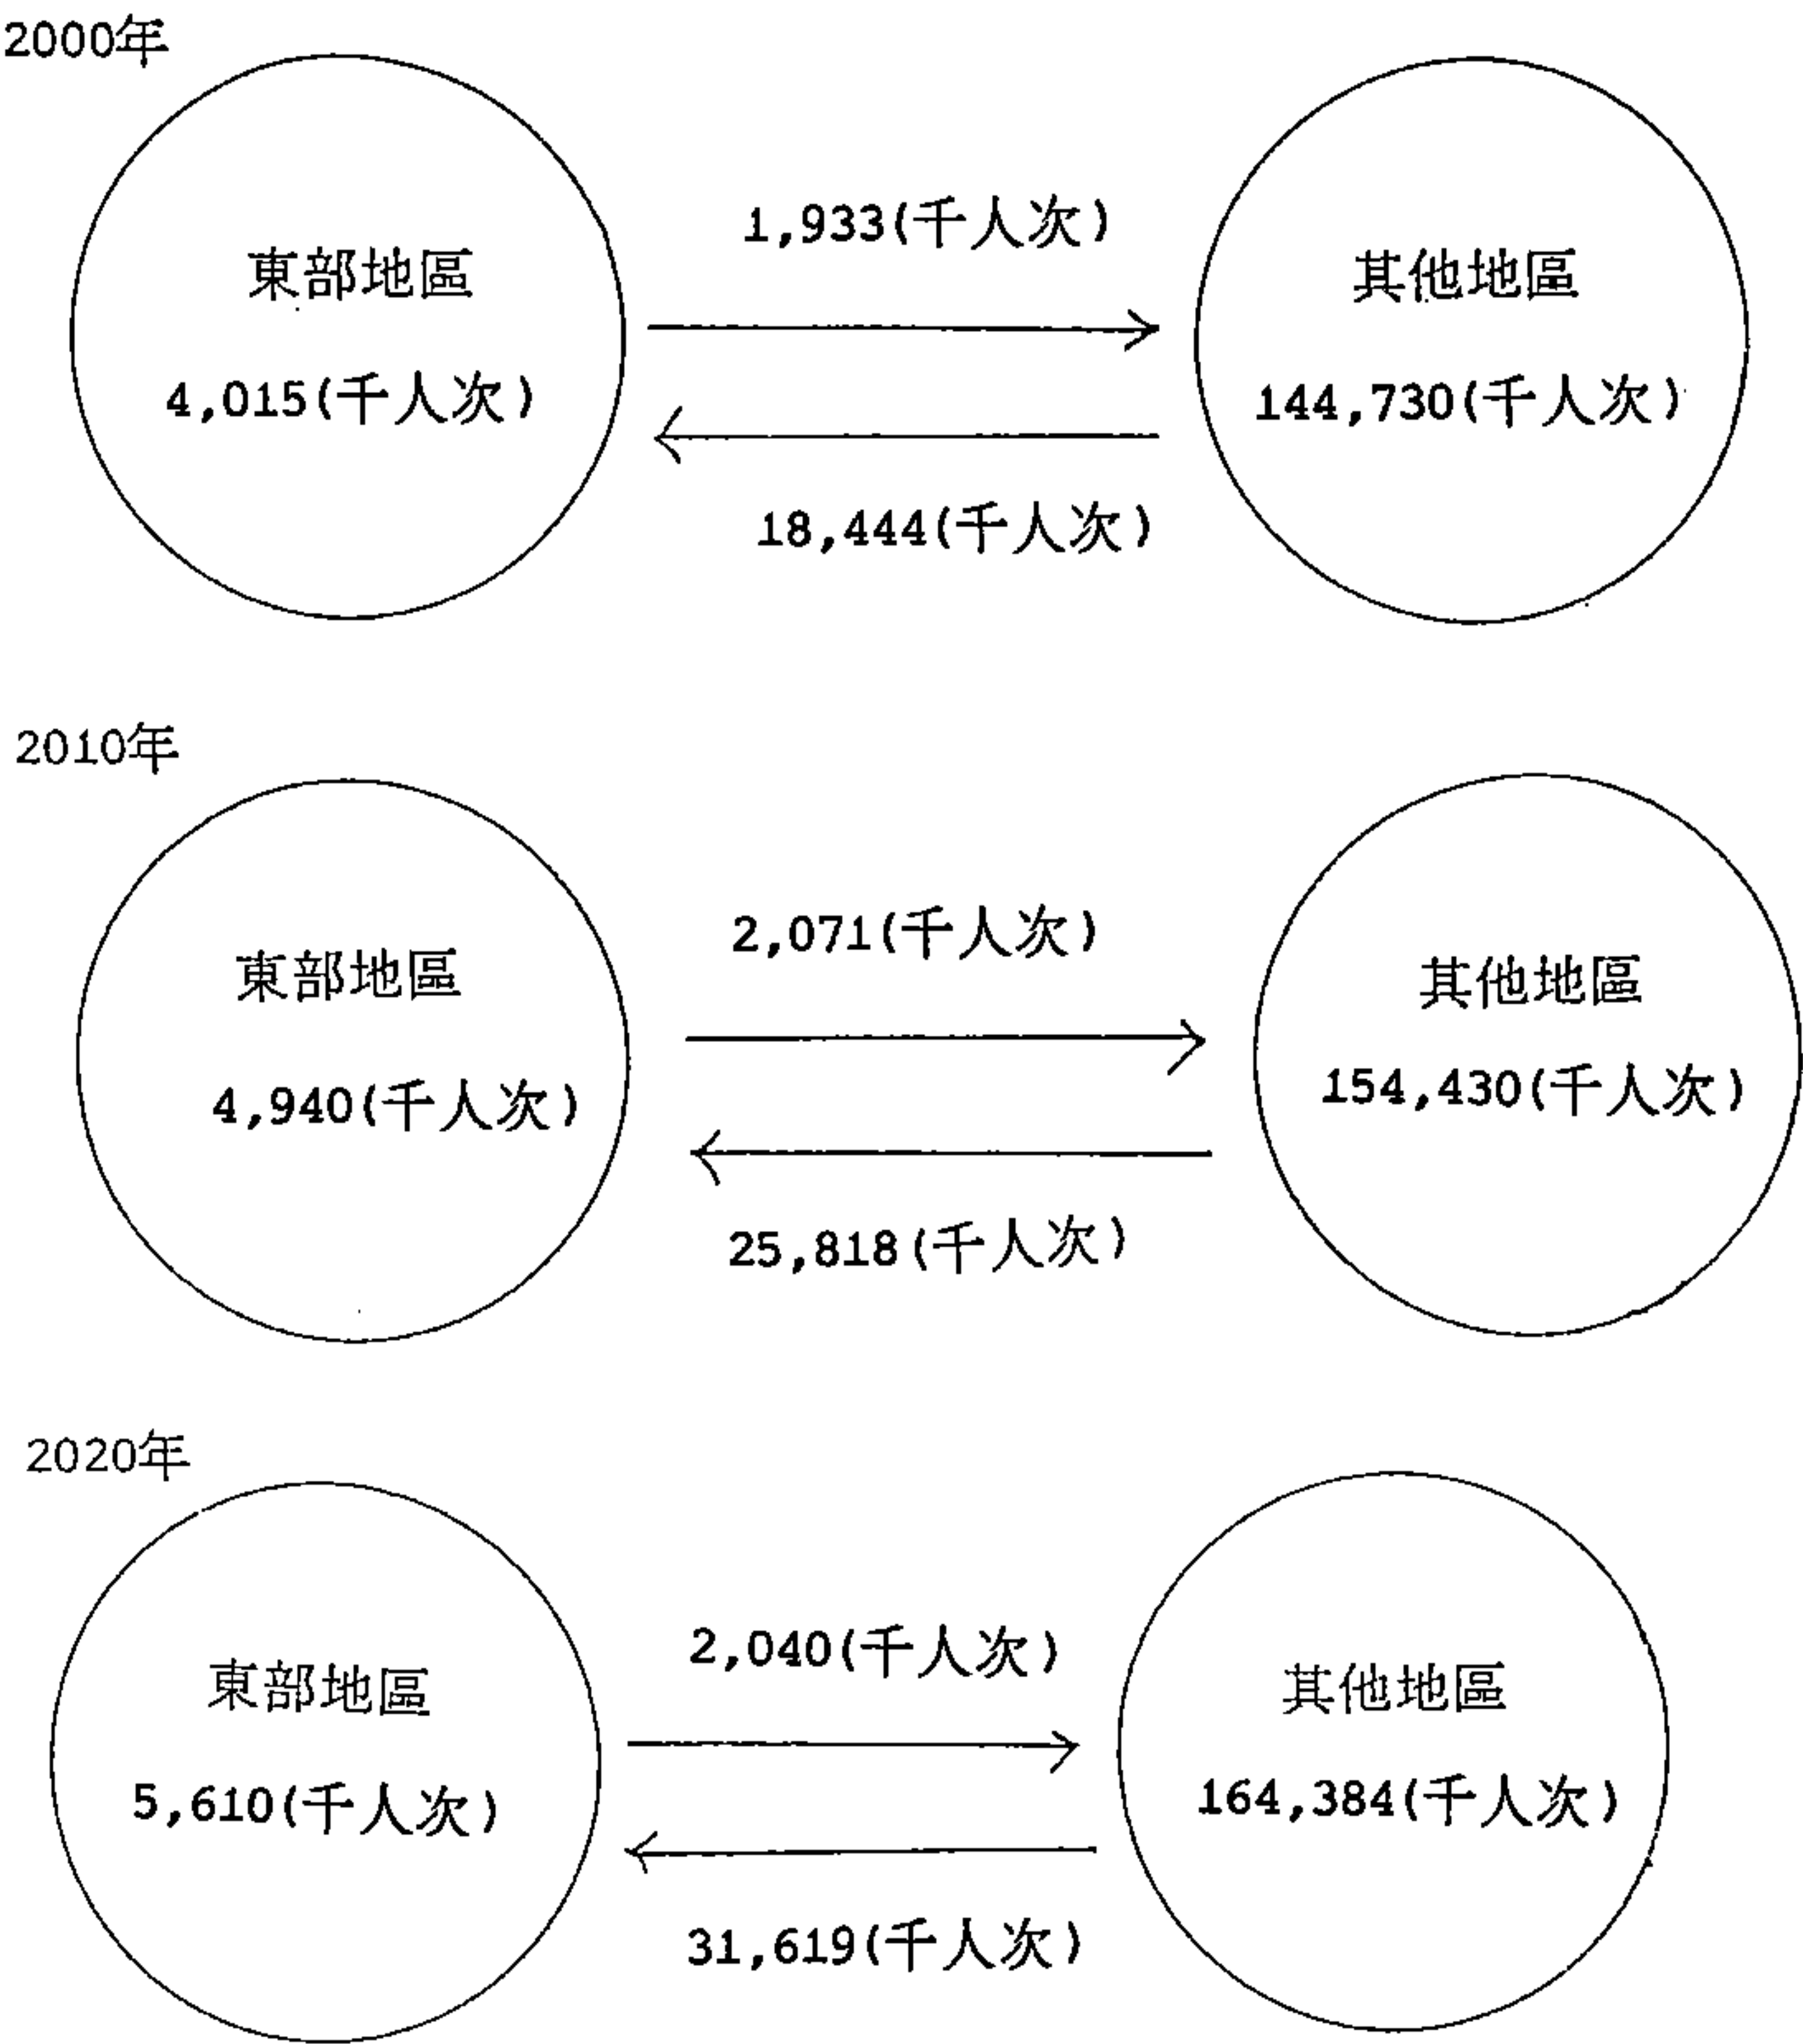 2000年
1,933(千人次)
東部地區
其他地區
4,015(千人次)
144,730(千人次)
18,444(千人次)
2010年
2,071(千人次)
東部地區
其他地區
4,940(千人次)
154,430(千人次)
25,818(千人次)
2020年
2,040(千人次)
東部地區
其他地區
5,610(千人次)
164,384(千人次)
31,619(千人次)